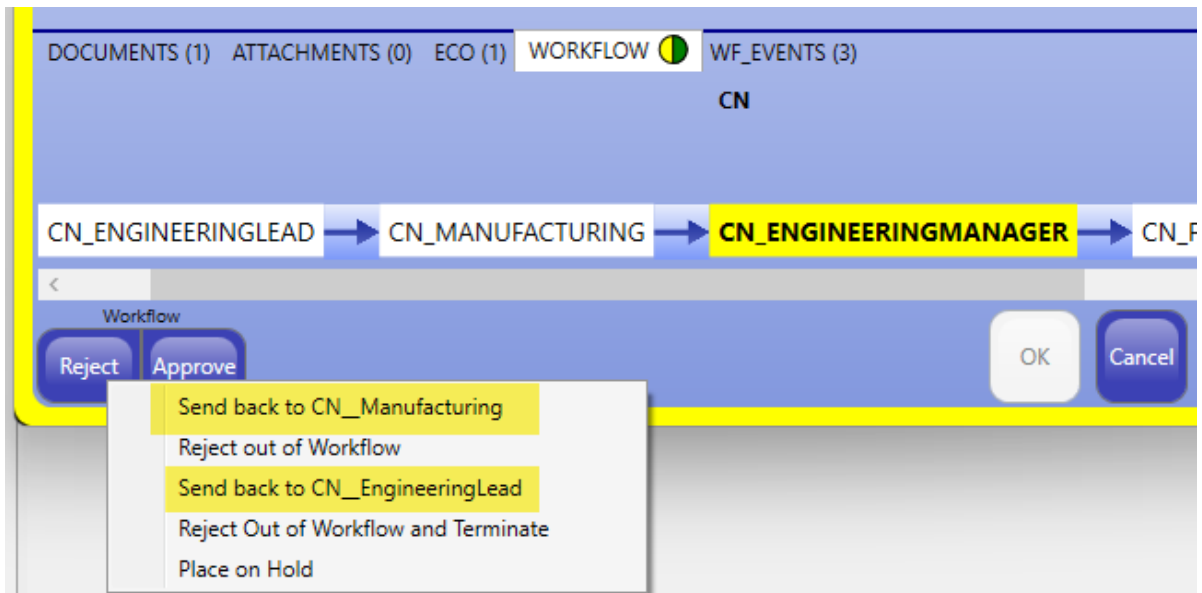 DOCUMENTS (1) ATTACHMENTS (0) ECO (1) WORKFLOW WF_EVENTS (3)
CN
CN_ENGINEERINGLEAD CN_MANUFACTURING CN_ENGINEERINGMANAGER CN_
Workflow
Reject Approve OK Cancel
Send back to CN__Manufacturing
Reject out of Workflow
Send back to CN__EngineeringLead
Reject Out of Workflow and Terminate
Place on Hold